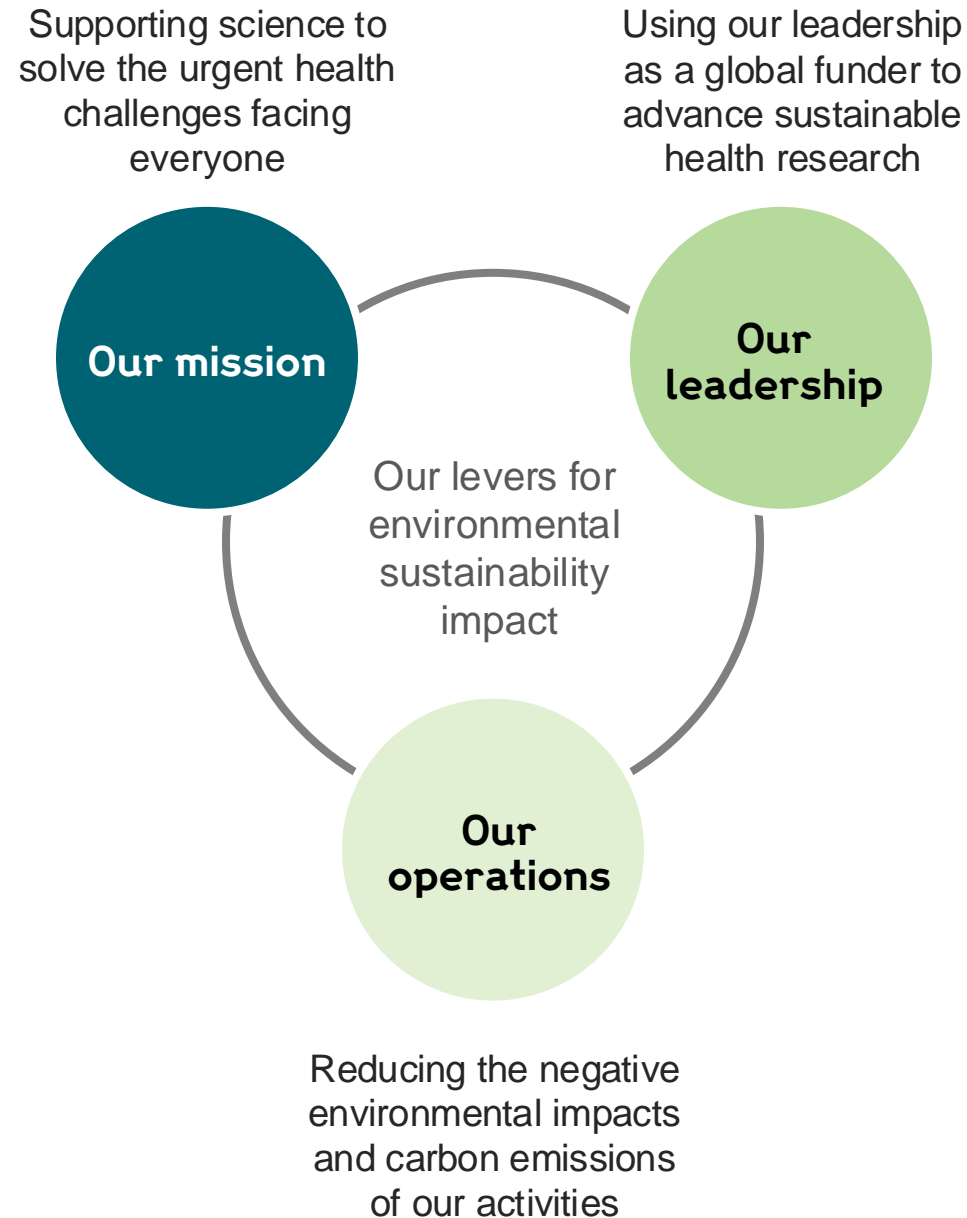 Supporting science to
solve the urgent health
challenges facing
everyone
Using our leadership
as a global funder to
advance sustainable
health research
Our mission
Our
leadership
Our levers for
environmental
sustainability
impact
Our
operations
Reducing the negative
environmental impacts
and carbon emissions
of our activities